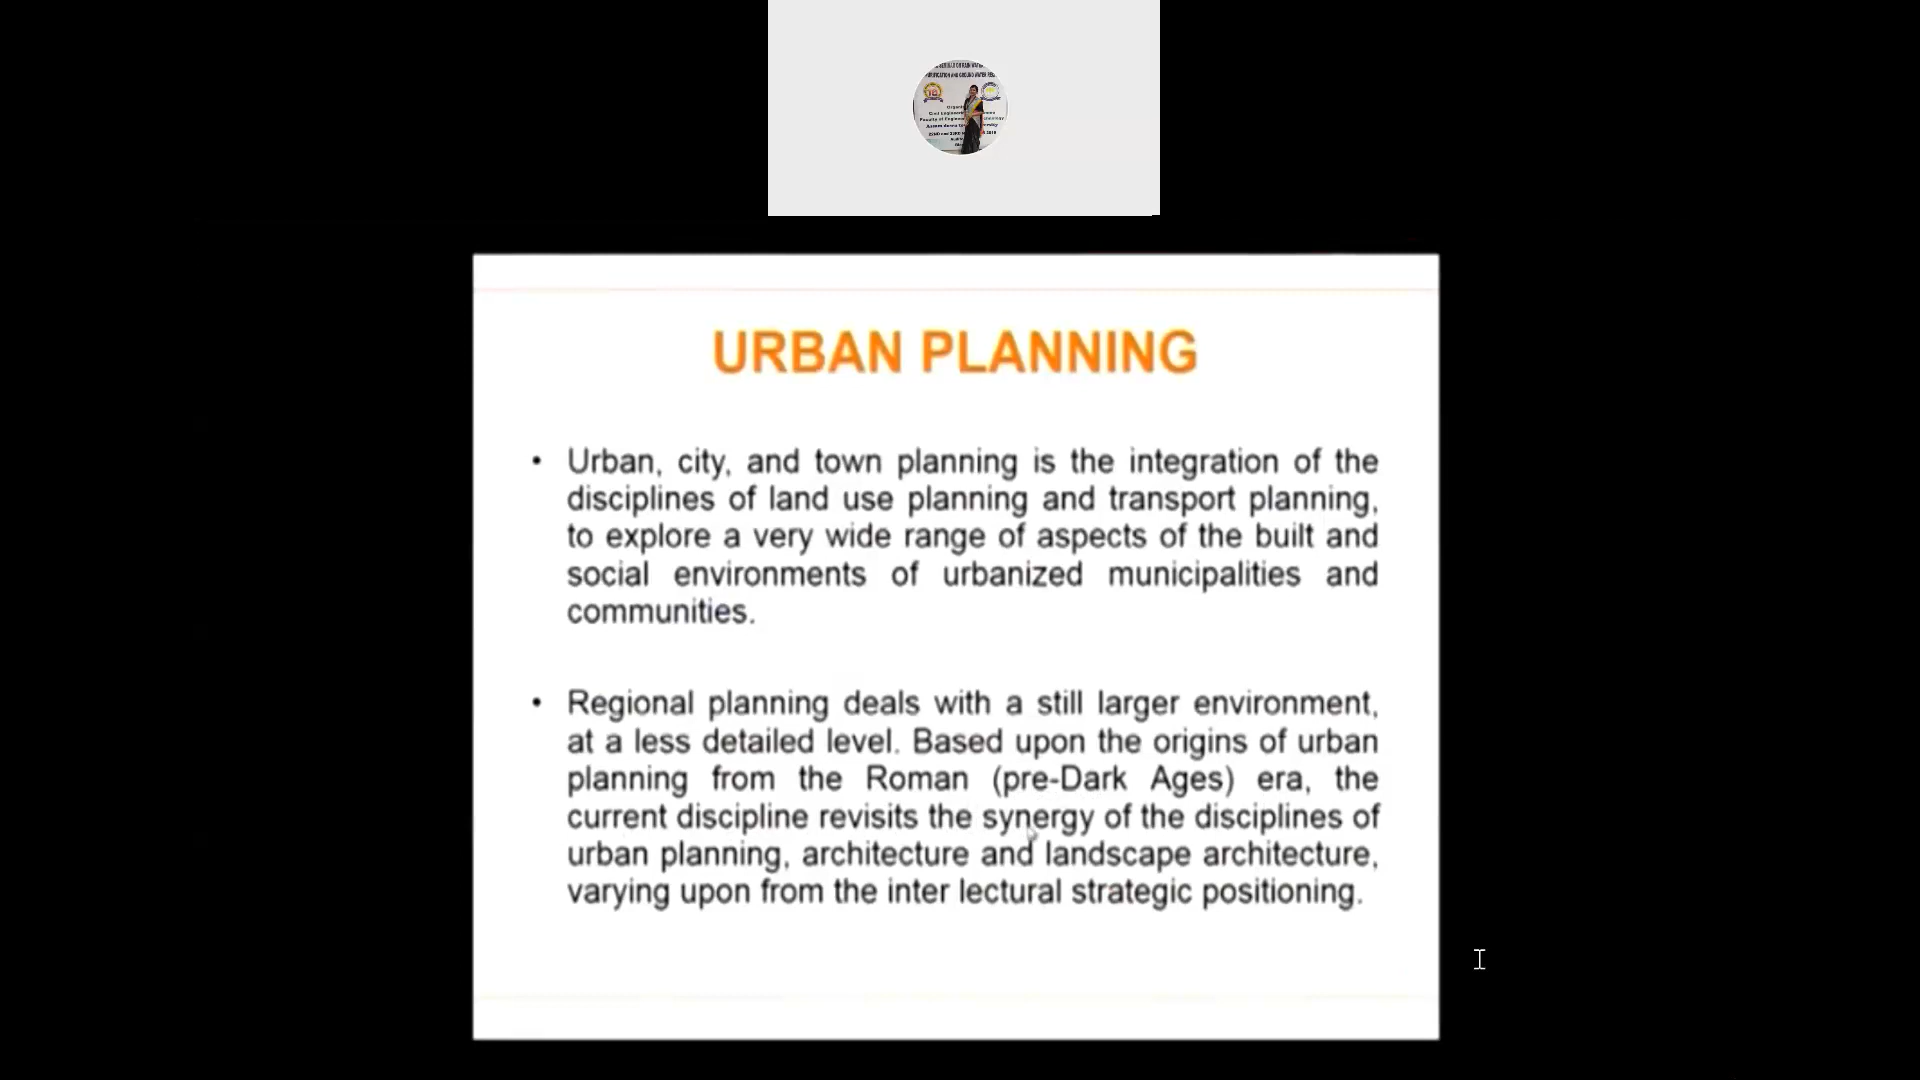 URBAN PLANNING
• Urban, city, and town planning is the integration of the
disciplines of land use planning and transport planning,
to explore a very wide range of aspects of the built and
social environments of urbanized municipalities and
communities.
• Regional planning deals with a still larger environment,
at a less detailed level. Based upon the origins of urban
planning from the Roman (pre-Dark Ages) era, the
current discipline revisits the synergy of the disciplines of
urban planning, architecture and landscape architecture,
varying upon from the inter lectural strategic positioning.